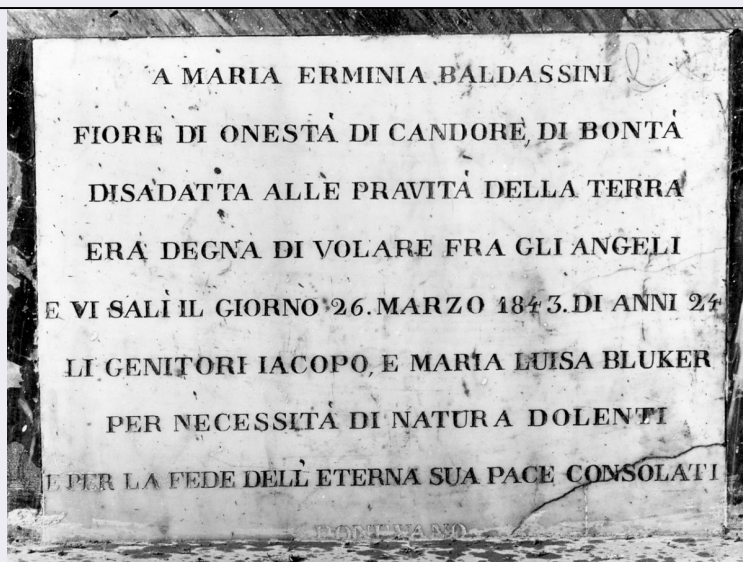 A MARIA ERMINIA BALDASSINI
FIORE DI ONESTÀ DI CANDORE, DI BONTÀ
DISADATTA ALLE PRAVITÀ DELLA TERRA
ERA DEGNA DI VOLARE FRA GLI ANGELI
E VI SALÌ IL GIORNO 26. MARZO 1843. DI ANNI 24
LI GENITORI IACOPO, E MARIA LUISA BLUKER
PER NECESSITÀ DI NATURA DOLENTI
E PER LA FEDE DELL' ETERNA SUA PACE CONSOLATI
PONEVANO